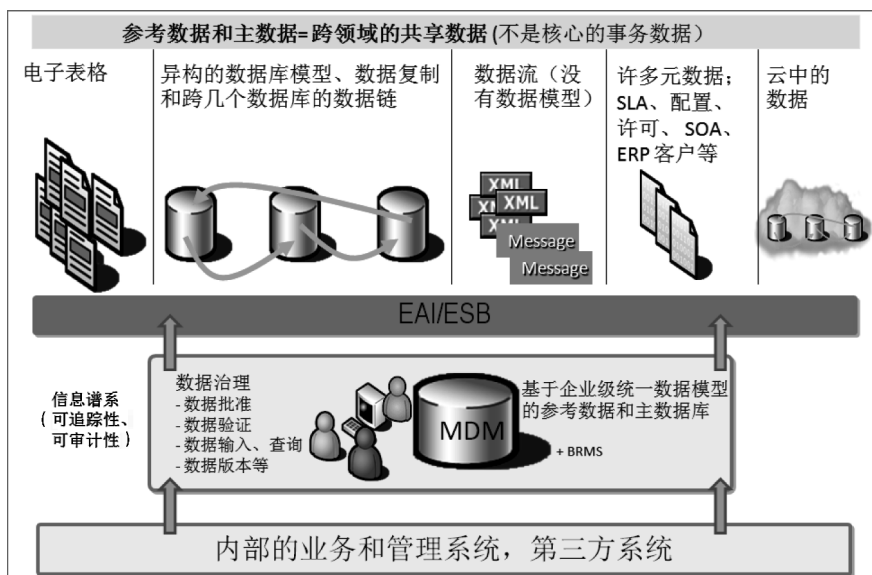 参考数据和主数据=跨领域的共享数据(不是核心的事务数据）
电子表格
异构的数据库模型、数据复制
和跨几个数据库的数据链
数据流（没
有数据模型）
许多元数据；
SLA、配置、
许可、SOA、
ERP 客户等
云中的
数据
XML
XML
XML
XML
Message
Message
EAI/ESB
信息谱系
（可追踪性、
可审计性）
数据治理
- 数据批准
- 数据验证
- 数据输入、查询
- 数据版本等
MDM
基于企业级统一数据模型
的参考数据和主数据库
+ BRMS
内部的业务和管理系统，第三方系统